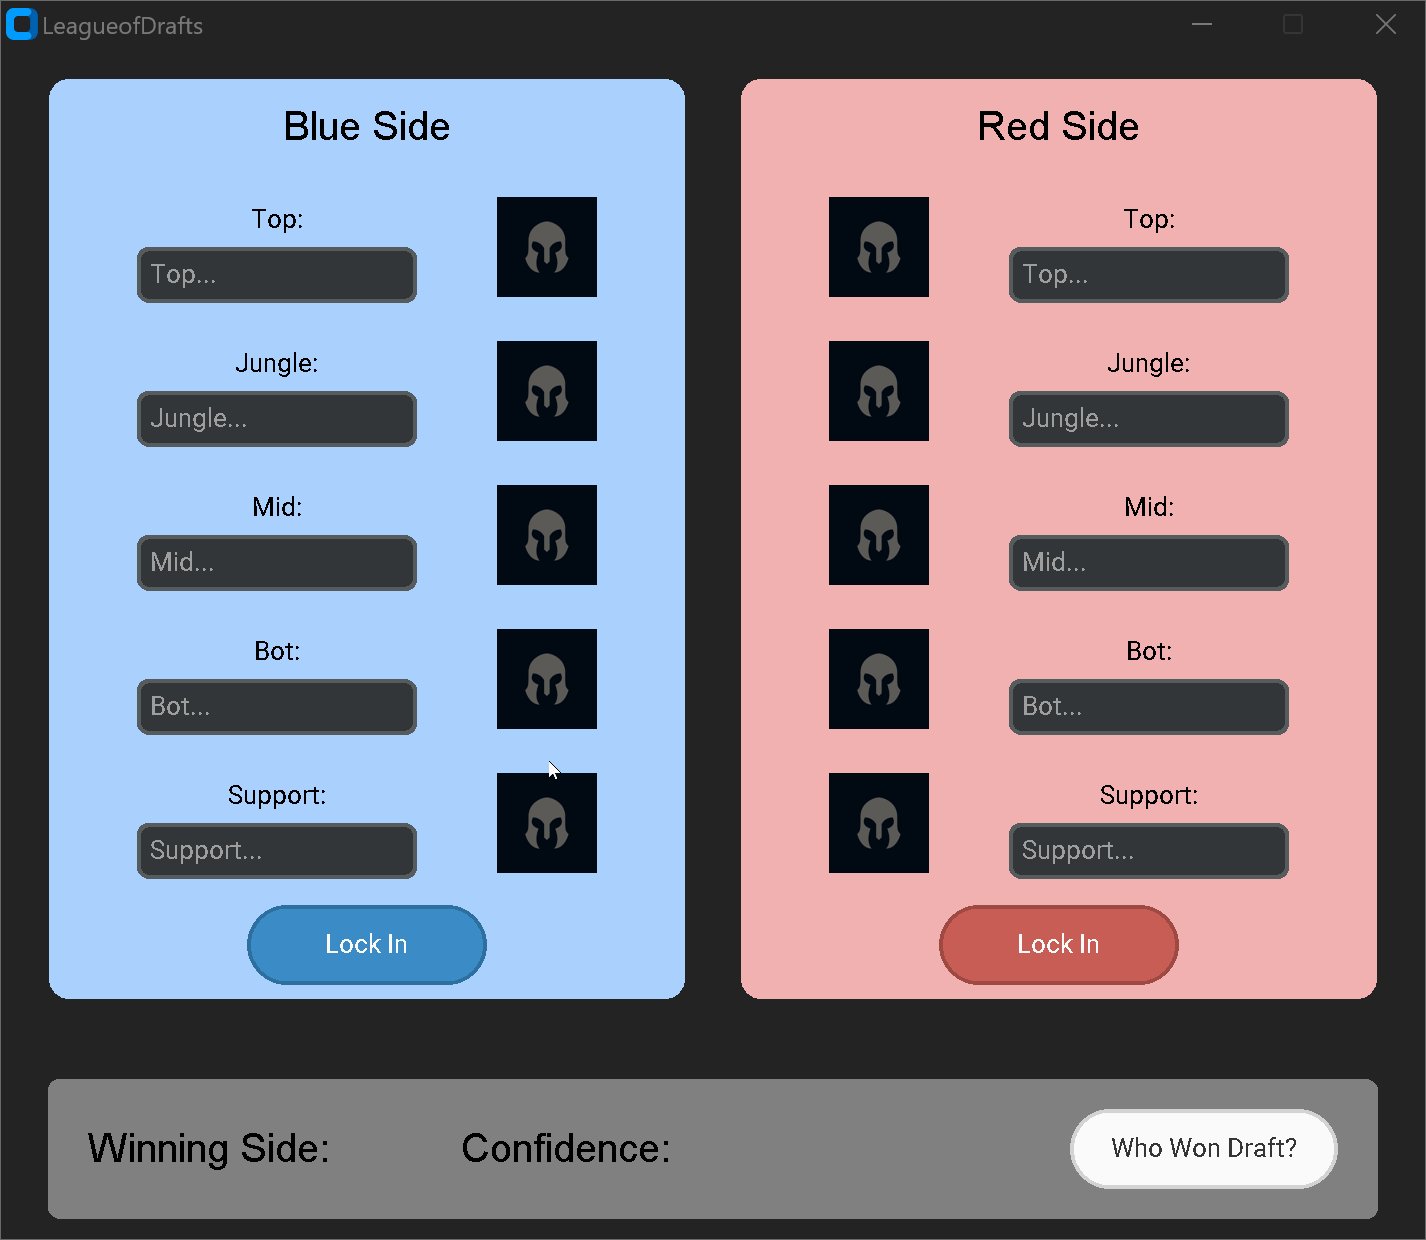 LeagueofDrafts
Blue Side
Top:
Top...
Jungle:
Jungle...
Mid:
Mid...
Bot:
Bot...
Support:
Support...
Lock In
Red Side
Top:
Top...
Jungle:
Jungle...
Mid:
Mid...
Bot:
Bot...
Support:
Support...
Lock In
Winning Side:
Confidence:
Who Won Draft?